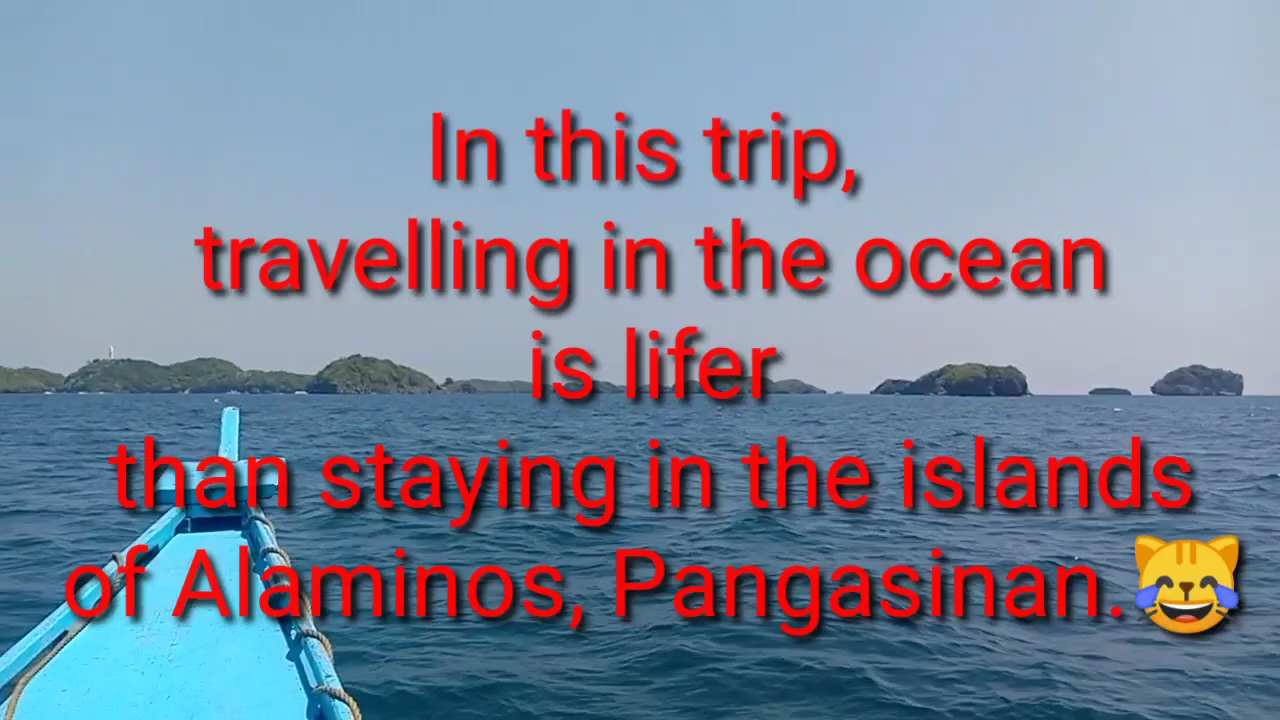 In this trip,
travelling in the ocean
is lifer
than staying in the islands
of Alaminos, Pangasinan.😹